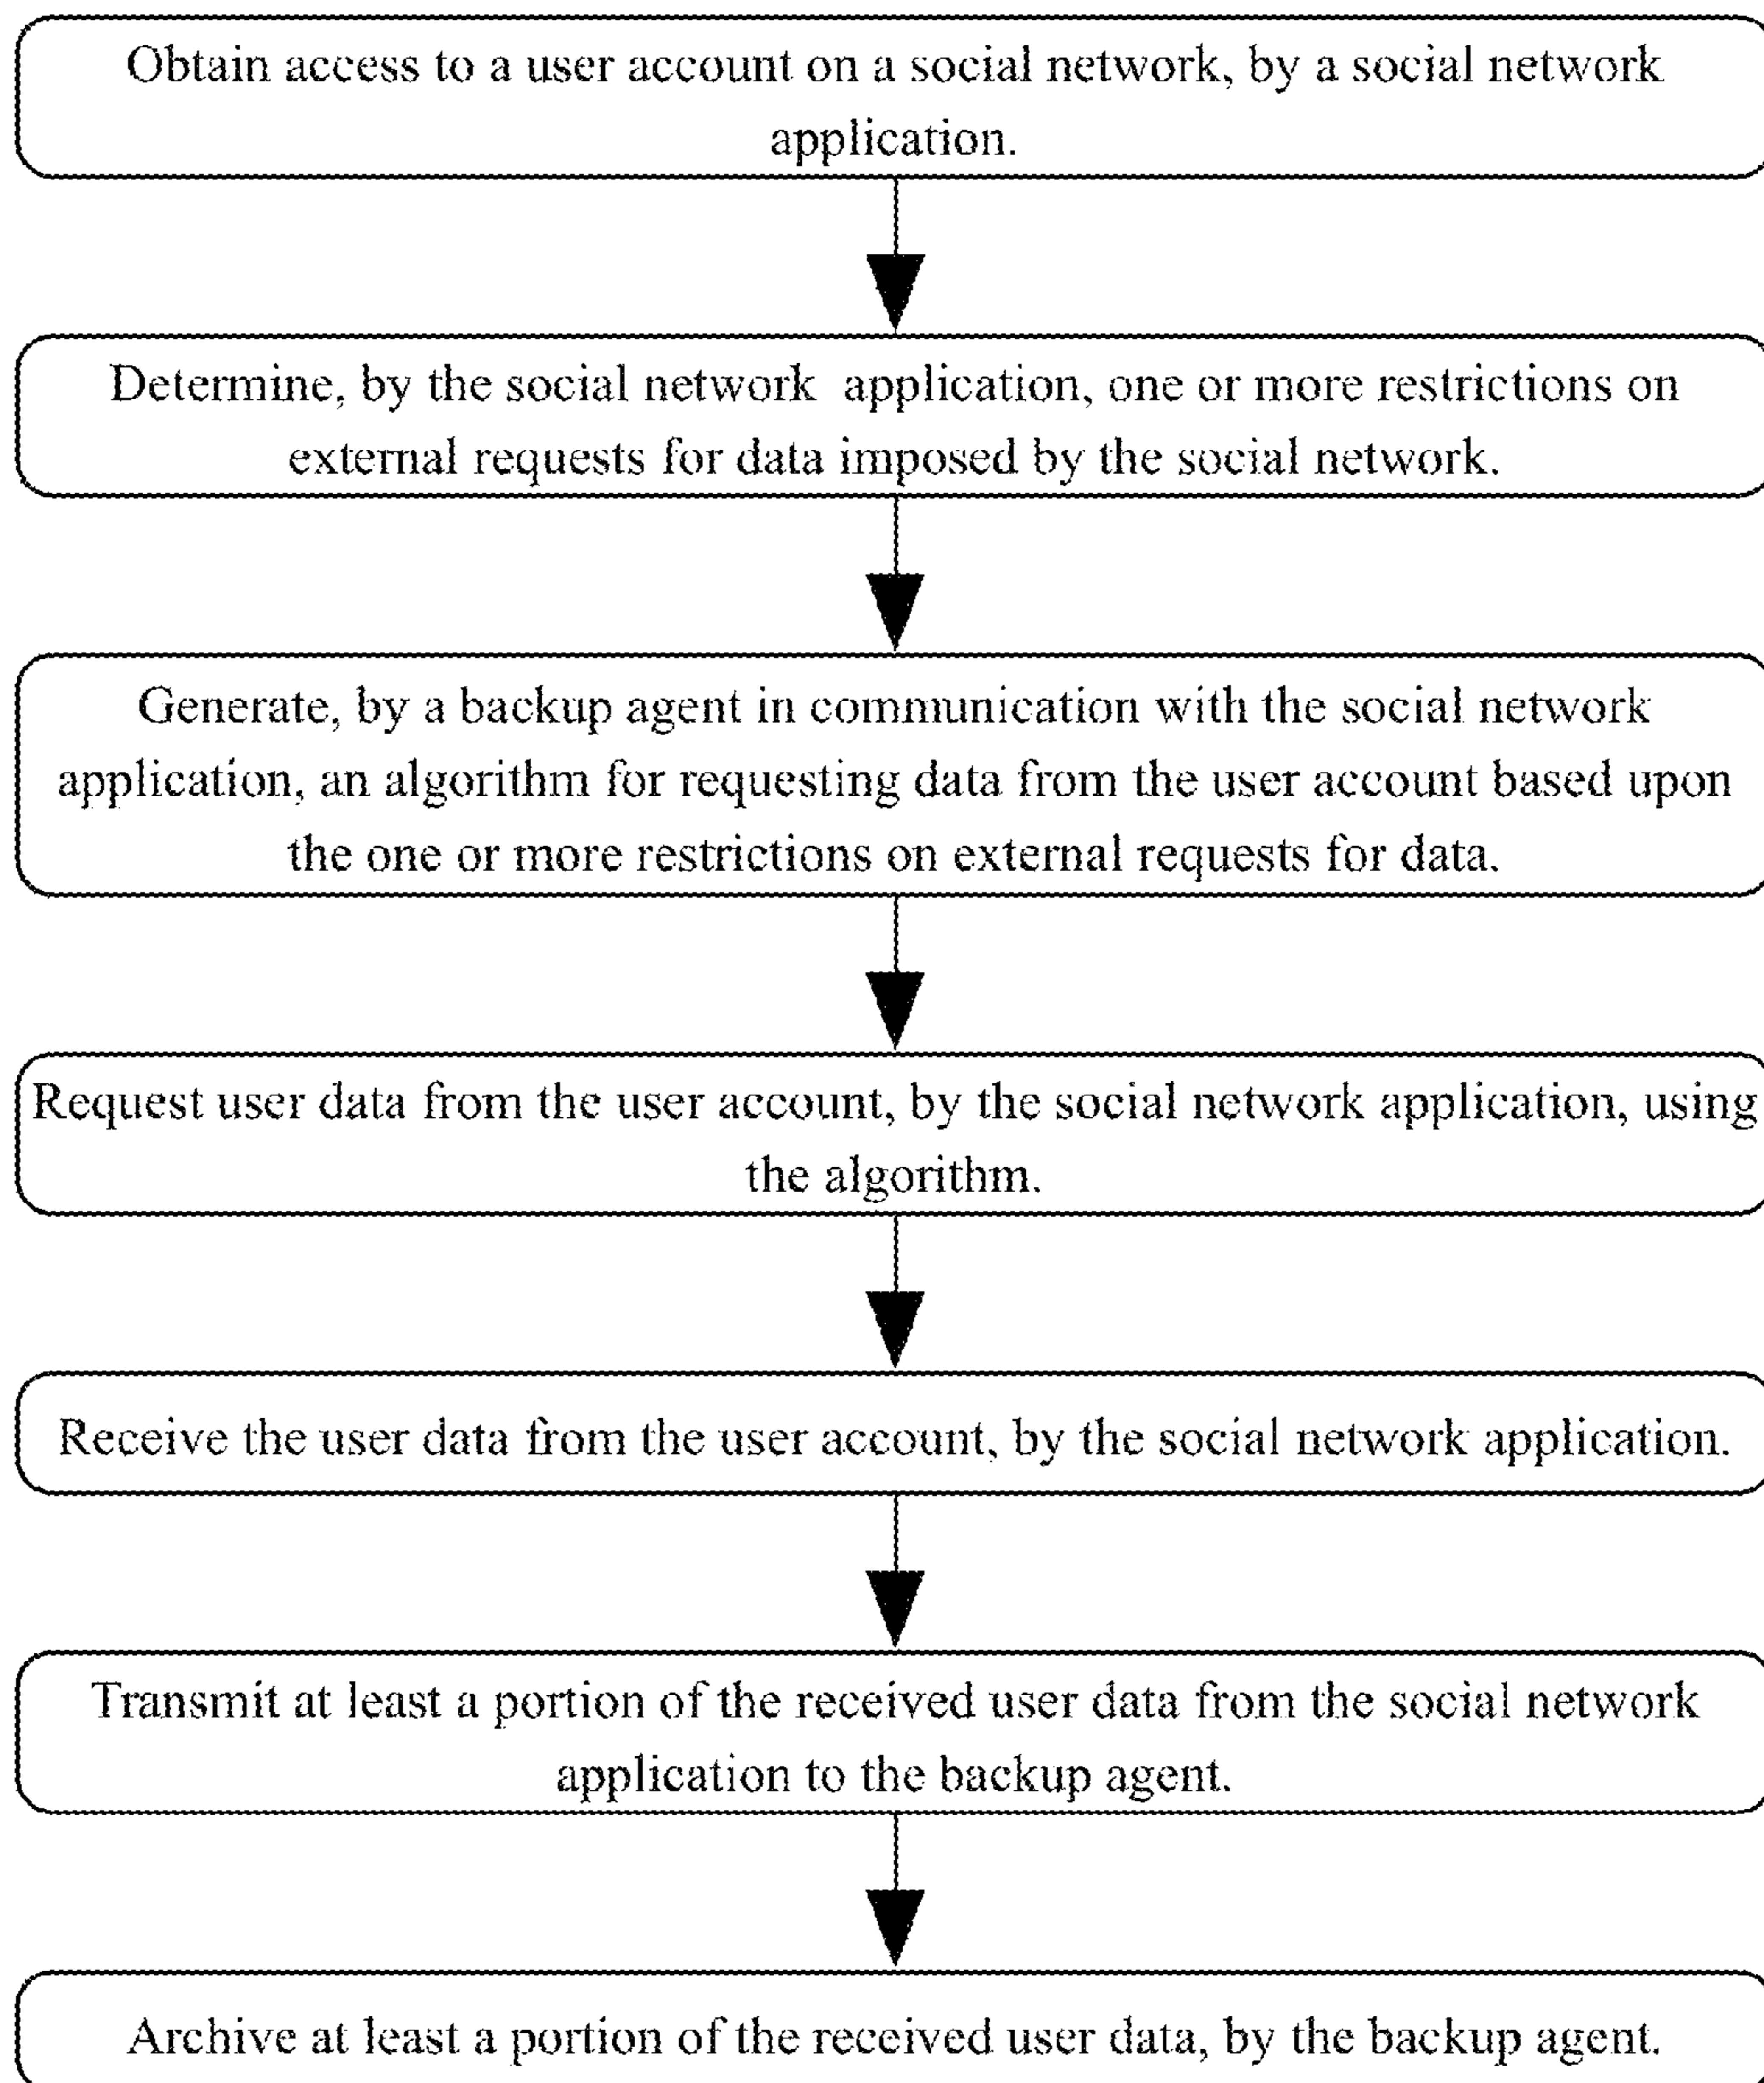 Obtain access to a user account on a social network, by a social network
application.
Determine, by the social network application, one or more restrictions on
external requests for data imposed by the social network.
Generate, by a backup agent in communication with the social network
application, an algorithm for requesting data from the user account based upon
the one or more restrictions on external requests for data.
Request user data from the user account, by the social network application, using
the algorithm.
Receive the user data from the user account, by the social network application.
Transmit at least a portion of the received user data from the social network
application to the backup agent.
Archive at least a portion of the received user data, by the backup agent.